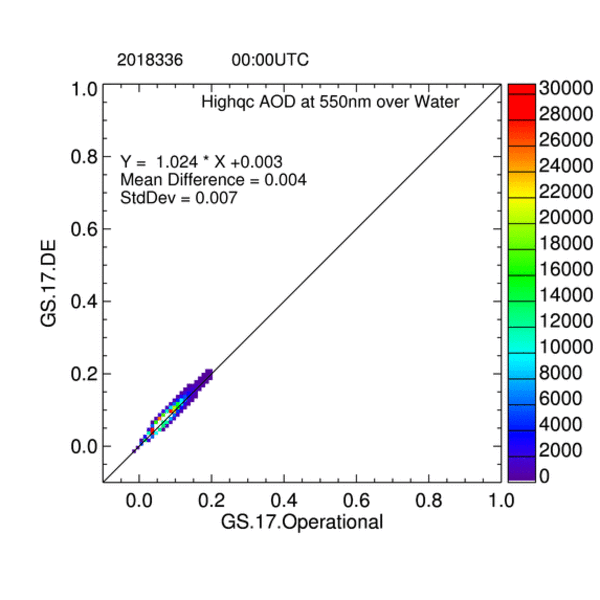 2018336 00:00UTC
Highqc AOD at 550nm over Water
Y = 1.024 * X +0.003
Mean Difference = 0.004
StdDev = 0.007
GS.17.DE
1.0
0.8
0.6
0.4
0.2
0.0
0.0 0.2 0.4 0.6 0.8 1.0
GS.17.Operational
30000
28000
26000
24000
22000
20000
18000
16000
14000
12000
10000
8000
6000
4000
2000
0